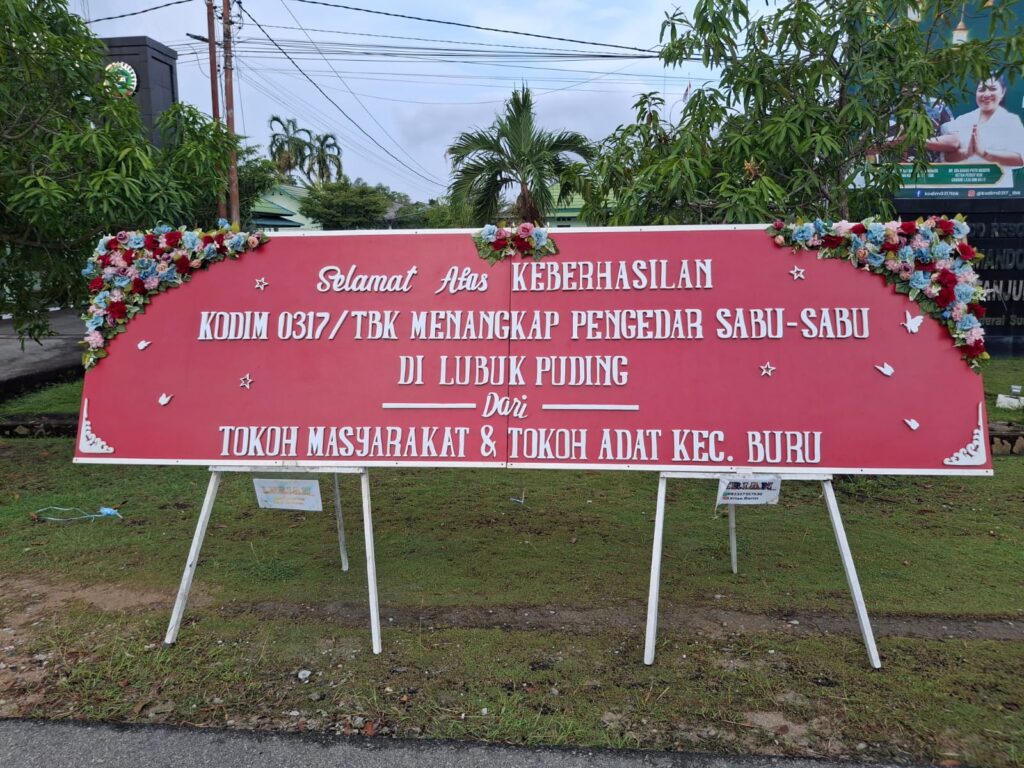 Selamat Atas KEBERHASILAN
KODIM 0317/TBK MENANGKAP PENGEDAR SABU-SABU
DI LUBUK PUDING
Dari
TOKOH MASYARAKAT & TOKOH ADAT KEC. BURU